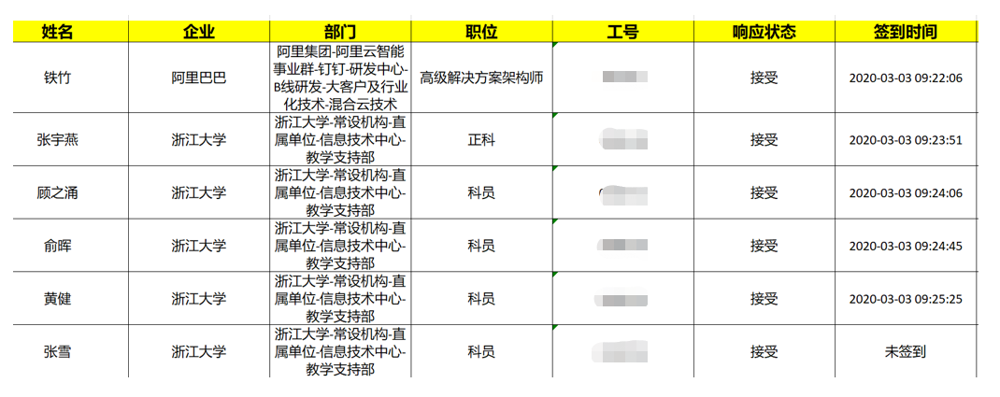 姓名 企业 部门 职位 工号 响应状态 签到时间
铁竹 阿里巴巴 阿里集团-阿里云智能 高级解决方案架构师 接受 2020-03-03 09:22:06
事业群-钉钉-研发中心-
B线研发-大客户及行业
化技术-混合云技术
张宇燕 浙江大学 浙江大学-常设机构-直 正科 接受 2020-03-03 09:23:51
属单位-信息技术中心-
教学支持部
顾之涌 浙江大学 浙江大学-常设机构-直 科员 接受 2020-03-03 09:24:06
属单位-信息技术中心-
教学支持部
俞晖 浙江大学 浙江大学-常设机构-直 科员 接受 2020-03-03 09:24:45
属单位-信息技术中心-
教学支持部
黄健 浙江大学 浙江大学-常设机构-直 科员 接受 2020-03-03 09:25:25
属单位-信息技术中心-
教学支持部
张雪 浙江大学 浙江大学-常设机构-直 科员 接受 未签到
属单位-信息技术中心-
教学支持部